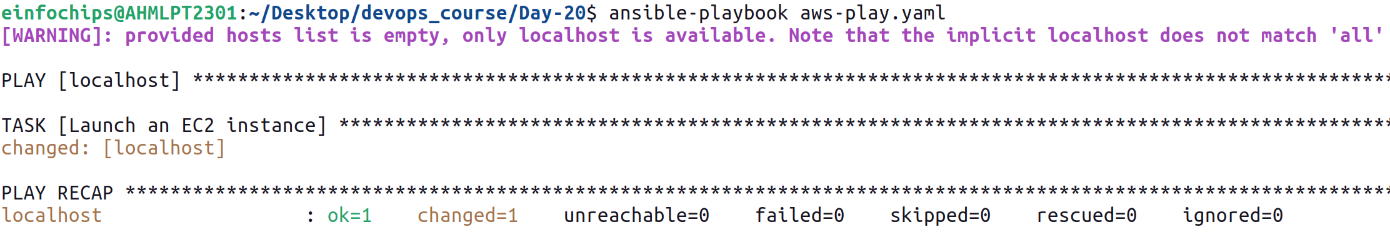 einfochips@AHMLPT2301:~/Desktop/devops_course/Day-20$ ansible-playbook aws-play.yaml
[WARNING]: provided hosts list is empty, only localhost is available. Note that the implicit localhost does not match 'all'
PLAY [localhost] *******************************************************************************************************
TASK [Launch an EC2 instance] ******************************************************************************************
changed: [localhost]
PLAY RECAP *************************************************************************************************************
localhost                  : ok=1    changed=1    unreachable=0    failed=0    skipped=0    rescued=0    ignored=0